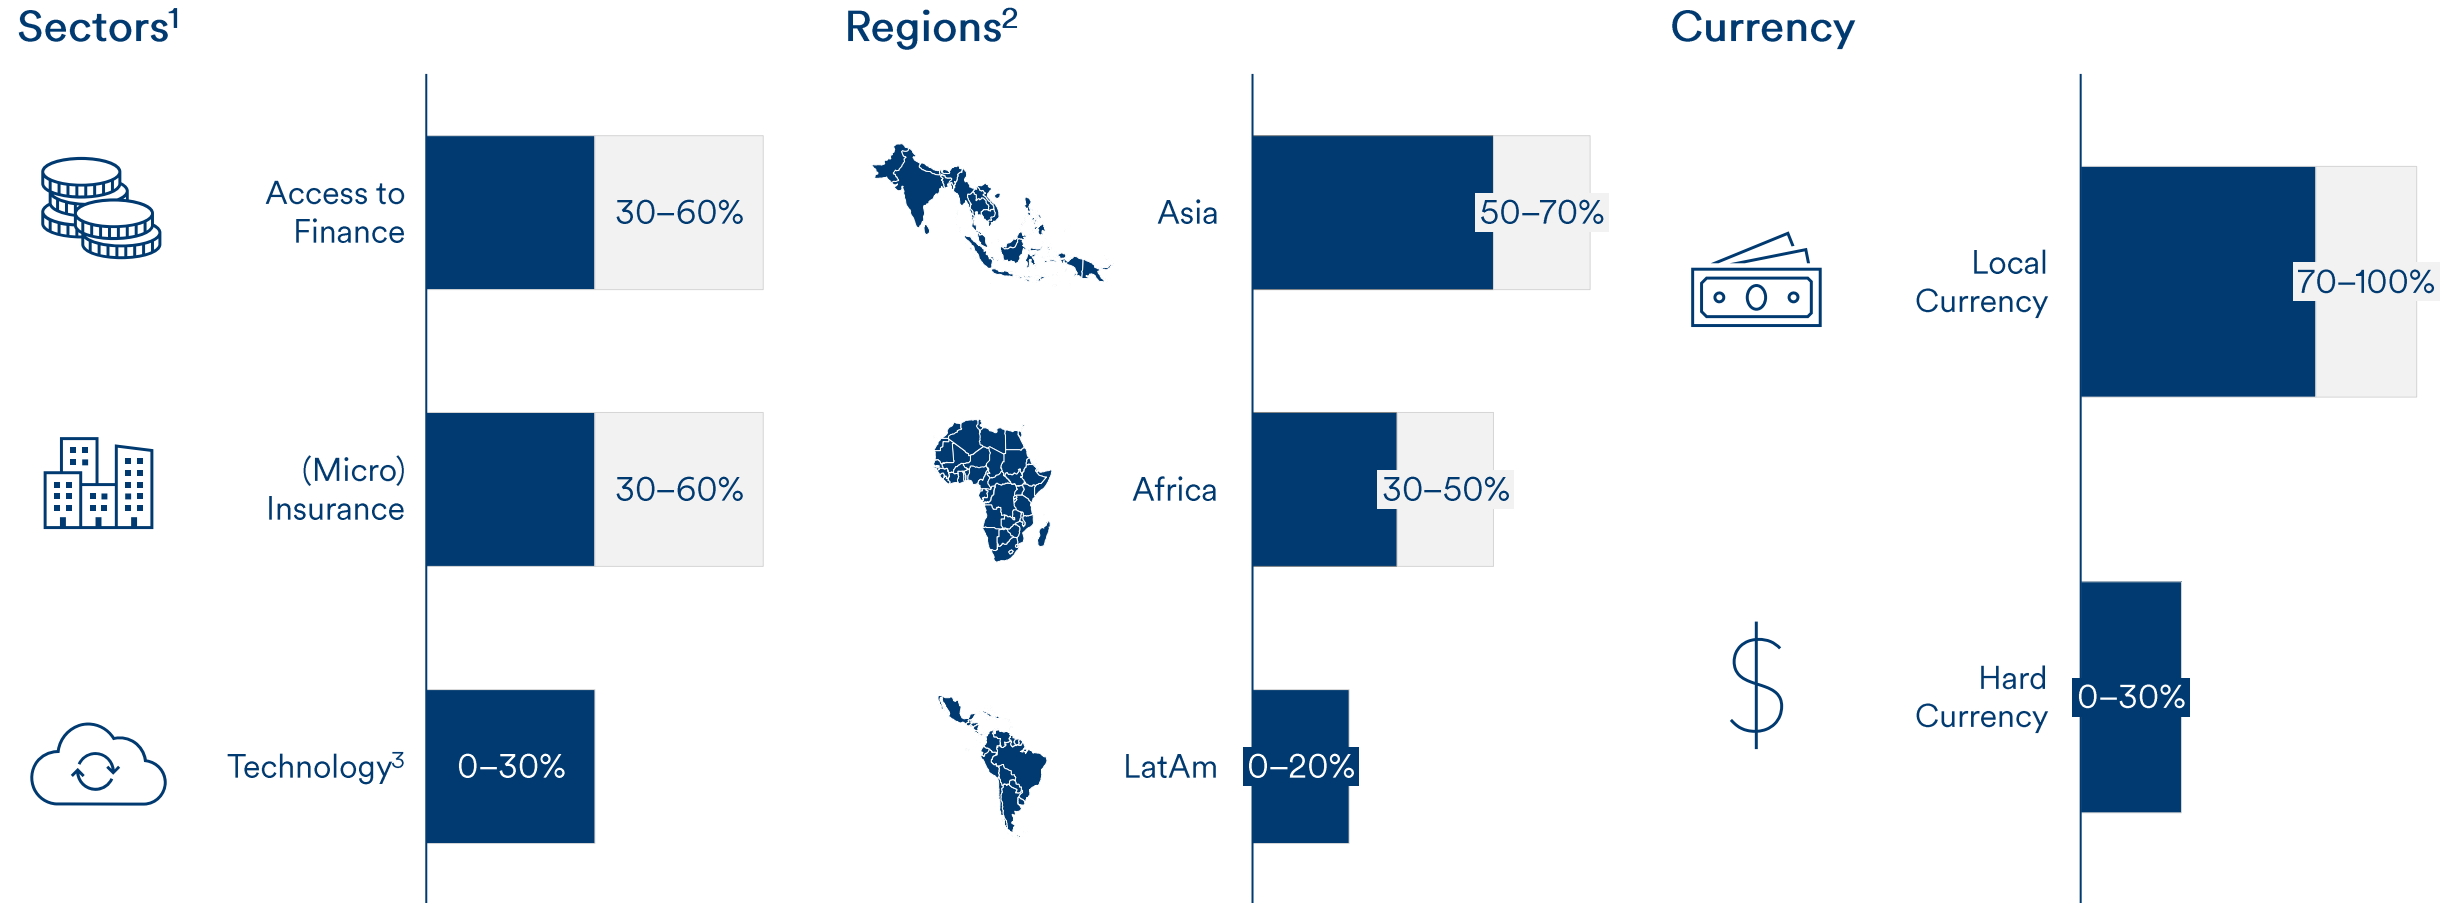 Sectors¹
Access to
Finance
30–60%
(Micro)
Insurance
30–60%
Technology³
0–30%
Regions²
Asia
50–70%
Africa
30–50%
LatAm
0–20%
Currency
Local
Currency
70–100%
Hard
Currency
0–30%